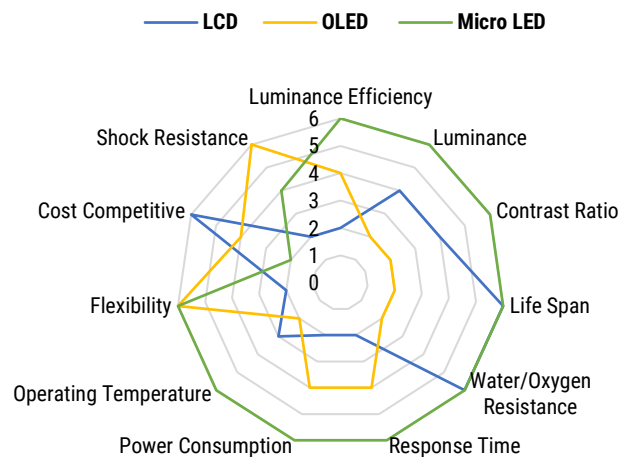 LCD OLED Micro LED
Luminance Efficiency
Shock Resistance
Luminance
Cost Competitive
Contrast Ratio
Flexibility
Life Span
Operating Temperature
Water/Oxygen
Resistance
Power Consumption
Response Time
6
5
4
3
2
1
0